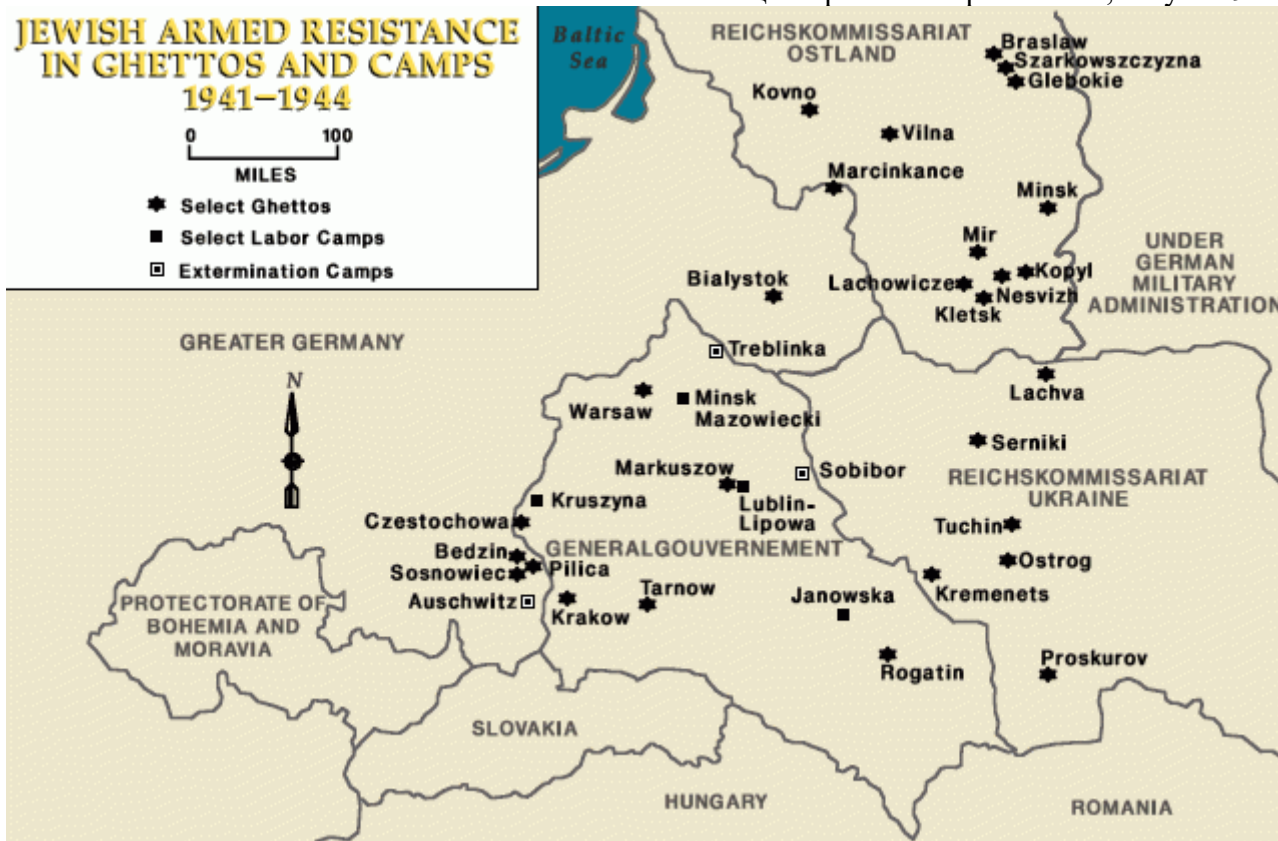 JEWISH ARMED RESISTANCE
IN GHETTOS AND CAMPS
1941–1944
0 100
MILES
Select Ghettos
Select Labor Camps
Extermination Camps
Baltic
Sea
REICHSKOMMISSARIAT
OSTLAND
Braslaw
Szarkowszczyzna
Glebokie
Kovno
Vilna
Marcinkance
Minsk
Mir
UNDER
GERMAN
MILITARY
ADMINISTRATION
Bialystok
Lachowicze
Kopyl
Nesvizh
Kletsk
GREATER GERMANY
N
Treblinka
Lachva
Warsaw
Minsk
Mazowiecki
Serniki
Markuszow
Sobibor
REICHSKOMMISSARIAT
UKRAINE
Kruszyna
Lublin-
Lipowa
Czestochowa
Tuchin
GENERALGOUVERNEMENT
Bedzin
Pilica
Sosnowiec
Ostrog
Kremenets
Auschwitz
Krakow
Tarnow
Janowska
PROTECTORATE OF
BOHEMIA AND
MORAVIA
Rogatin
Proskurov
SLOVAKIA
HUNGARY
ROMANIA